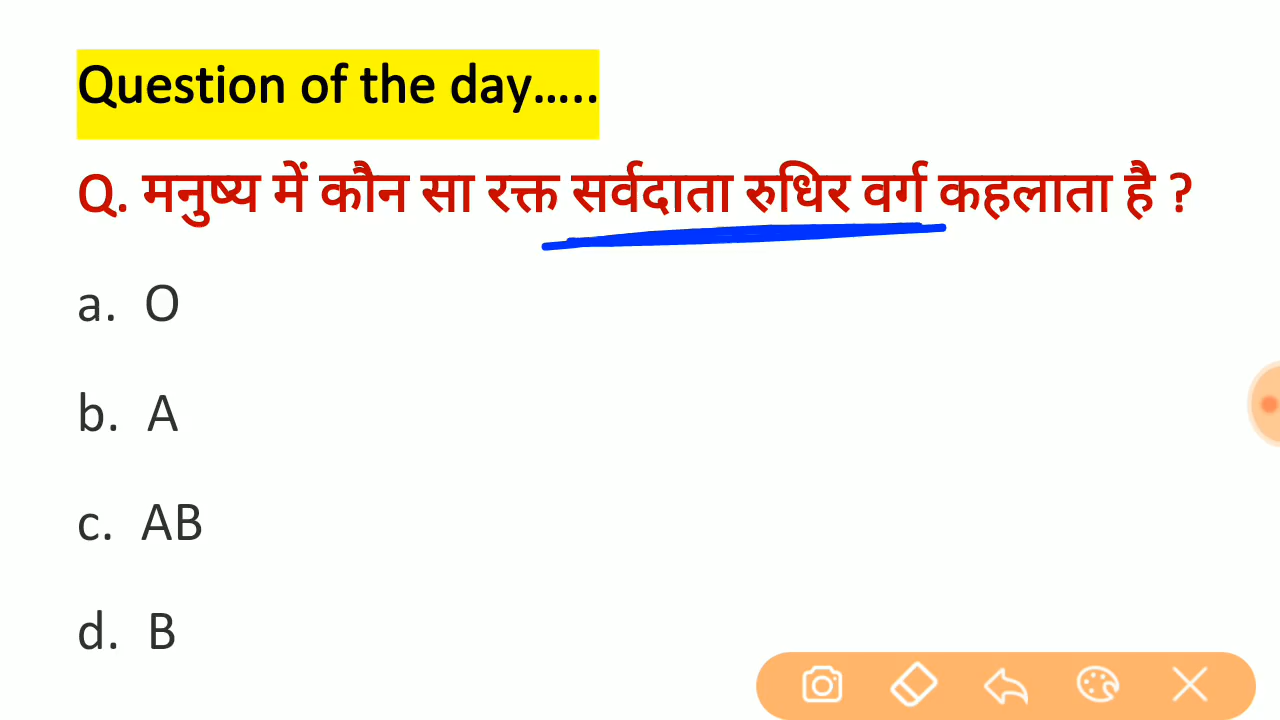 Question of the day.....
Q. मनुष्य में कौन सा रक्त सर्वदाता रुधिर वर्ग कहलाता है ?
a. O
b. A
c. AB
d. B